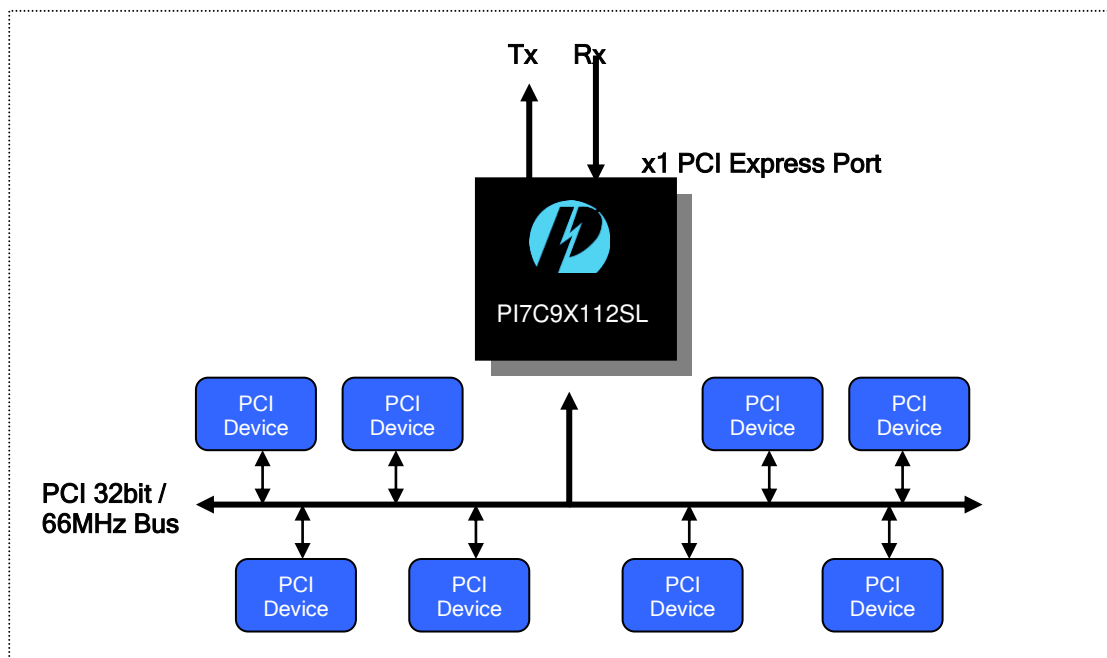 Tx Rx
x1 PCI Express Port
PI7C9X112SL
PCI
Device
PCI
Device
PCI
Device
PCI
Device
PCI 32bit /
66MHz Bus
PCI
Device
PCI
Device
PCI
Device
PCI
Device